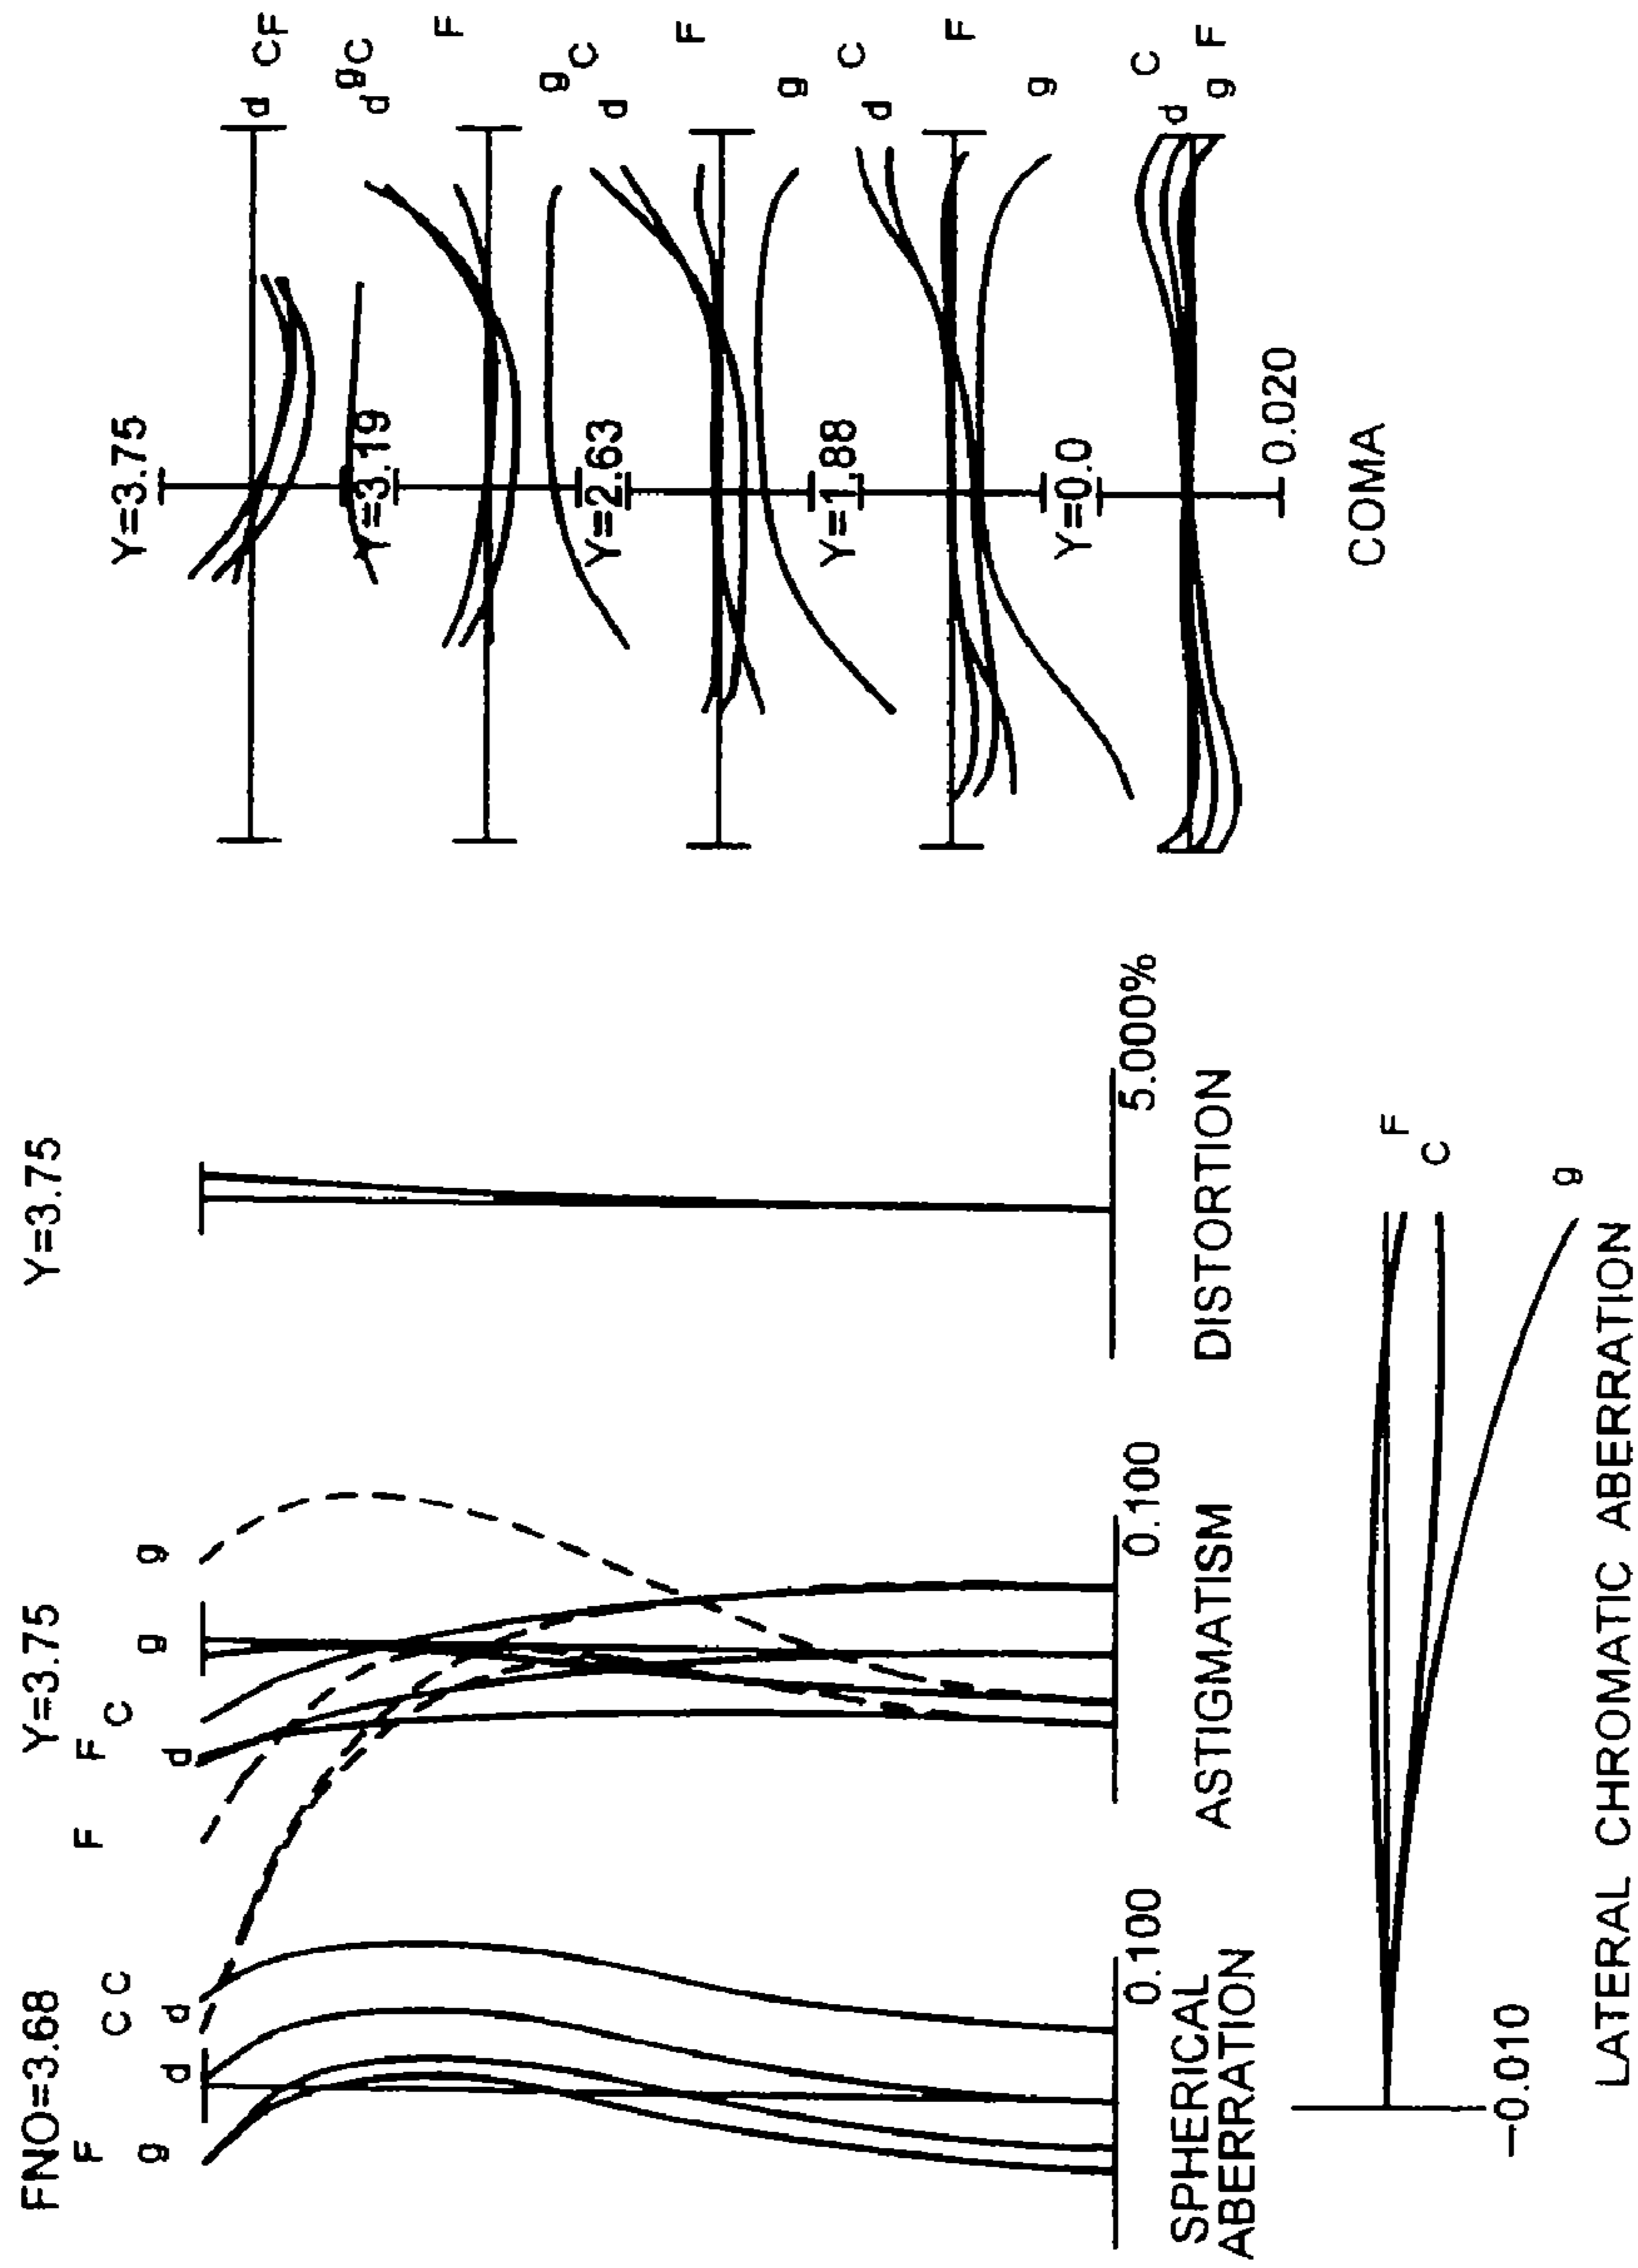 FNO=3.68
F
C C
g
d
d
SPHERICAL
ABERRATION
0.100
Y=3.75
F
F
C
d
g
g
ASTIGMATISM
0.100
Y=3.75
DISTORTION
5.000%
Y=3.75
d
C F
g
Y=3.19
d
C
F
g
Y=2.63
d
C
F
g
Y=1.88
d
C
F
g
Y=0.0
d
C
g
F
0.020
COMA
-0.010
F
C
g
LATERAL CHROMATIC ABERRATION